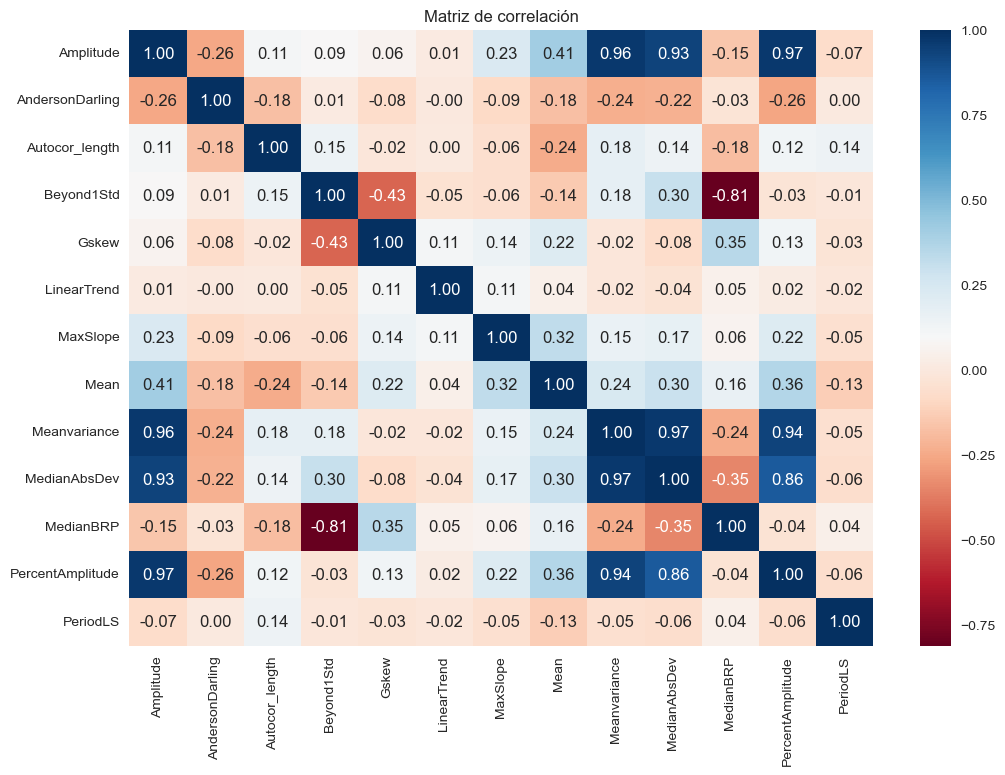 Matriz de correlación
Amplitude 1.00 -0.26 0.11 0.09 0.06 0.01 0.23 0.41 0.96 0.93 -0.15 0.97 -0.07
AndersonDarling -0.26 1.00 -0.18 0.01 -0.08 -0.00 -0.09 -0.18 -0.24 -0.22 -0.03 -0.26 0.00
Autocor_length 0.11 -0.18 1.00 0.15 -0.02 0.00 -0.06 -0.24 0.18 0.14 -0.18 0.12 0.14
Beyond1Std 0.09 0.01 0.15 1.00 -0.43 -0.05 -0.06 -0.14 0.18 0.30 -0.81 -0.03 -0.01
Gskew 0.06 -0.08 -0.02 -0.43 1.00 0.11 0.14 0.22 -0.02 -0.08 0.35 0.13 -0.03
LinearTrend 0.01 -0.00 0.00 -0.05 0.11 1.00 0.11 0.04 -0.02 -0.04 0.05 0.02 -0.02
MaxSlope 0.23 -0.09 -0.06 -0.06 0.14 0.11 1.00 0.32 0.15 0.17 0.06 0.22 -0.05
Mean 0.41 -0.18 -0.24 -0.14 0.22 0.04 0.32 1.00 0.24 0.30 0.16 0.36 -0.13
Meanvariance 0.96 -0.24 0.18 0.18 -0.02 -0.02 0.15 0.24 1.00 0.97 -0.24 0.94 -0.05
MedianAbsDev 0.93 -0.22 0.14 0.30 -0.08 -0.04 0.17 0.30 0.97 1.00 -0.35 0.86 -0.06
MedianBRP -0.15 -0.03 -0.18 -0.81 0.35 0.05 0.06 0.16 -0.24 -0.35 1.00 -0.04 0.04
PercentAmplitude 0.97 -0.26 0.12 -0.03 0.13 0.02 0.22 0.36 0.94 0.86 -0.04 1.00 -0.06
PeriodLS -0.07 0.00 0.14 -0.01 -0.03 -0.02 -0.05 -0.13 -0.05 -0.06 0.04 -0.06 1.00
Amplitude
AndersonDarling
Autocor_length
Beyond1Std
Gskew
LinearTrend
MaxSlope
Mean
Meanvariance
MedianAbsDev
MedianBRP
PercentAmplitude
PeriodLS
1.00
0.75
0.50
0.25
0.00
−0.25
−0.50
−0.75